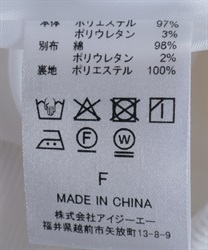 本体 ポリエステル 97%
ポリウレタン 3%
別布 綿 98%
ポリウレタン 2%
裏地 ポリエステル 100%
F W
F
MADE IN CHINA
株式会社アイジーエー
福井県越前市矢放町13-8-9